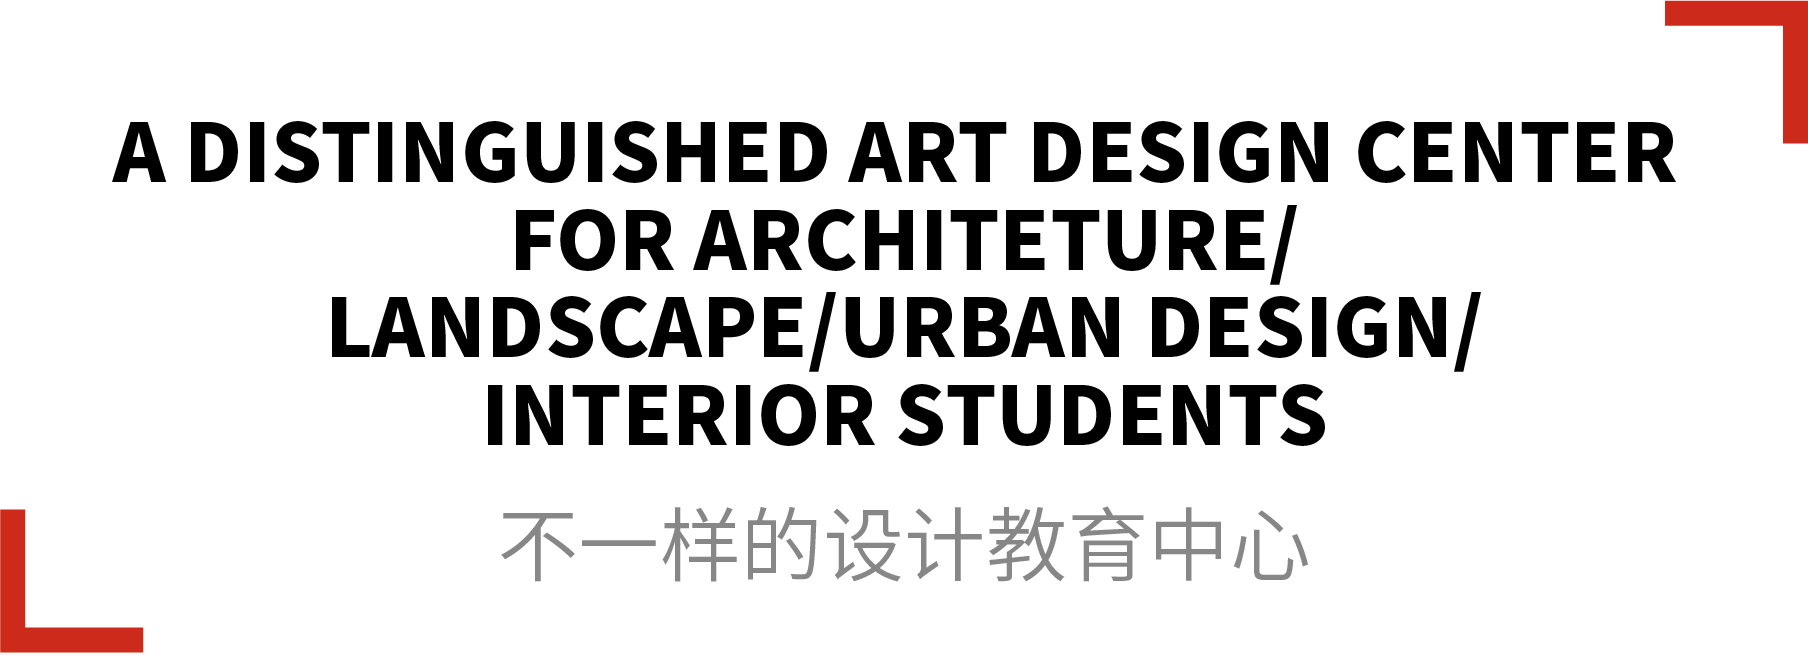 A DISTINGUISHED ART DESIGN CENTER
FOR ARCHITETURE/
LANDSCAPE/URBAN DESIGN/
INTERIOR STUDENTS
不一样的设计教育中心